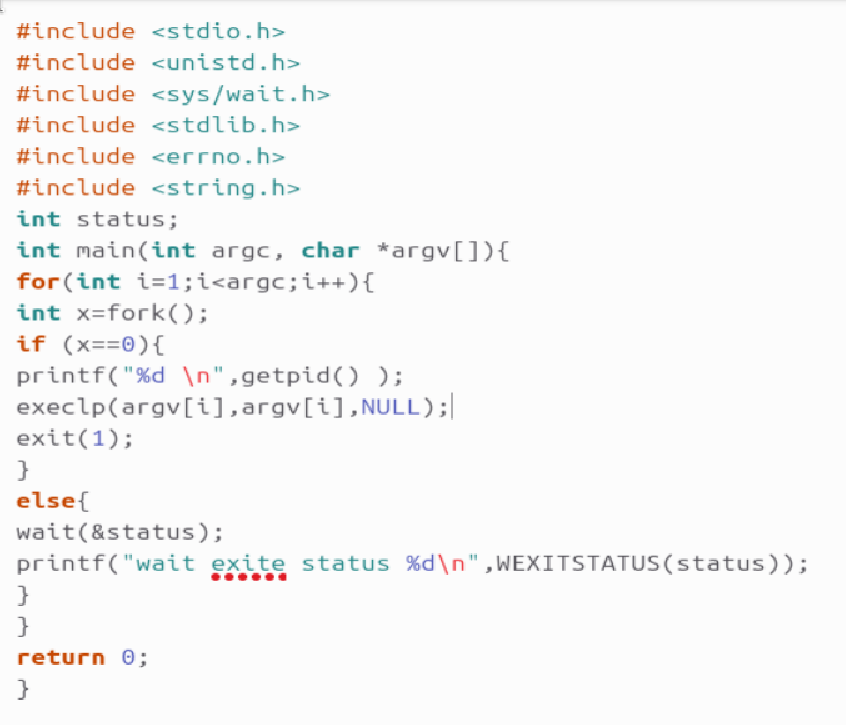 #include <stdio.h>
#include <unistd.h>
#include <sys/wait.h>
#include <stdlib.h>
#include <errno.h>
#include <string.h>
int status;
int main(int argc, char *argv[]){
for(int i=1;i<argc;i++){
int x=fork();
if (x==0){
printf("%d \n",getpid() );
execlp(argv[i],argv[i],NULL);
exit(1);
}
else{
wait(&status);
printf("wait exite status %d\n",WEXITSTATUS(status));
}
}
return 0;
}